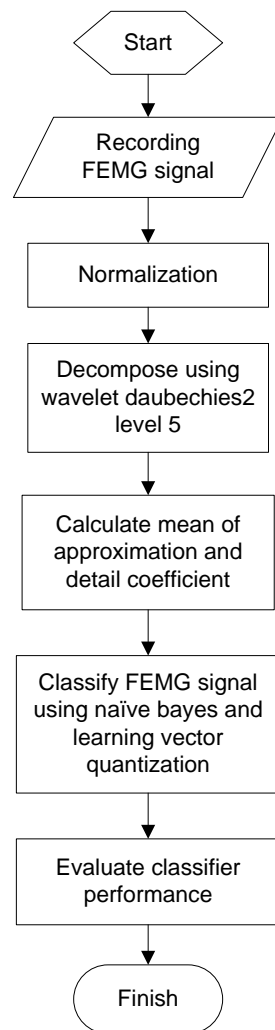 Start
Recording
FEMG signal
Normalization
Decompose using
wavelet daubechies2
level 5
Calculate mean of
approximation and
detail coefficient
Classify FEMG signal
using naïve bayes and
learning vector
quantization
Evaluate classifier
performance
Finish